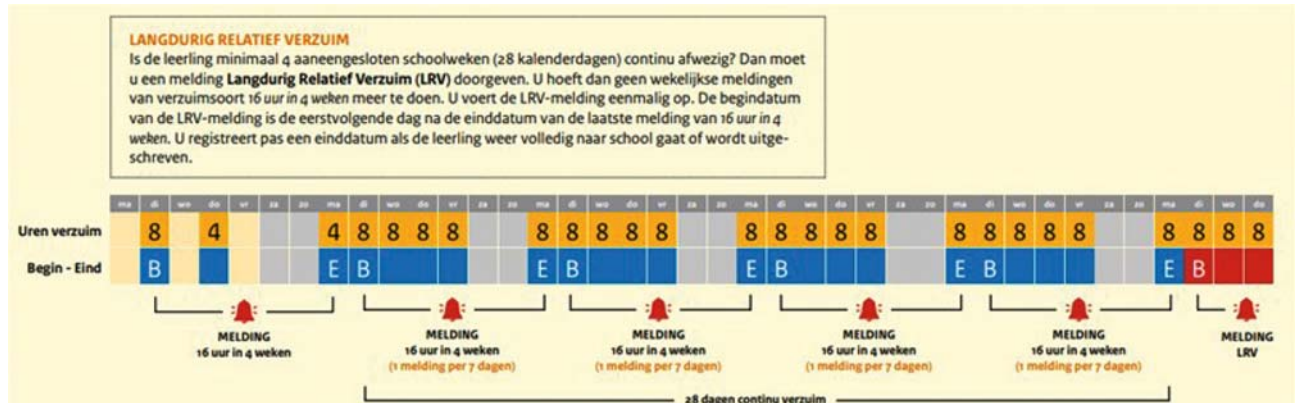 LANGDURIG RELATIEF VERZUIM
Is de leerling minimaal 4 aaneengesloten schoolweken (28 kalenderdagen) continu afwezig? Dan moet
u een melding Langdurig Relatief Verzuim (LRV) doorgeven. U hoeft dan geen wekelijkse meldingen
van verzuimsoort 16 uur in 4 weken meer te doen. U voert de LRV-melding eenmalig op. De begindatum
van de LRV-melding is de eerstvolgende dag na de einddatum van de laatste melding van 16 uur in 4
weken. U registreert pas een einddatum als de leerling weer volledig naar school gaat of wordt uitge-
schreven.
ma di wo do vr za zo ma di wo do vr za zo ma di wo do vr za zo ma di wo do vr za zo ma di wo do vr za zo ma di wo do
Uren verzuim 8 4 4 8 8 8 8 8 8 8 8 8 8 8 8 8 8 8 8 8 8 8 8 8 8 8
Begin - Eind B E B E B E B E B E B
MELDING MELDING MELDING MELDING MELDING MELDING
16 uur in 4 weken 16 uur in 4 weken 16 uur in 4 weken 16 uur in 4 weken 16 uur in 4 weken LRV
(1 melding per 7 dagen) (1 melding per 7 dagen) (1 melding per 7 dagen) (1 melding per 7 dagen)
28 dagen continu verzuim